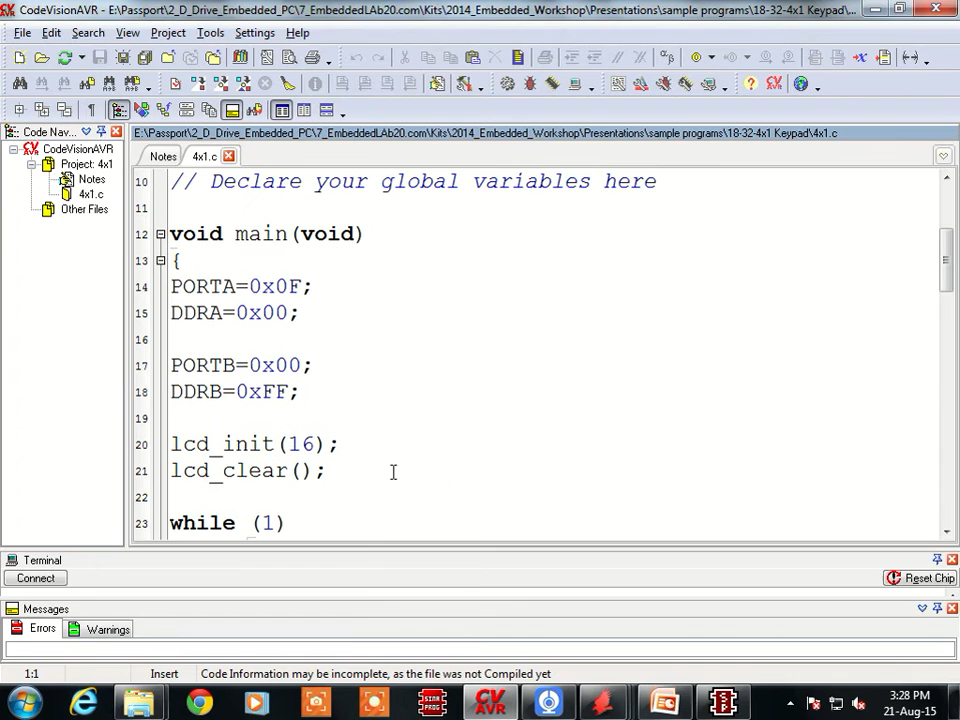 CodeVisionAVR - E:\Passport\2_D_Drive_Embedded_PC\7_EmbeddedLAb20.com\Kits\2014_Embedded_Workshop\Presentations\sample programs\18-32-4x1 Keypad\4x1....
File Edit Search View Project Tools Settings Help
Code Nav...
E:\Passport\2_D_Drive_Embedded_PC\7_EmbeddedLAb20.com\Kits\2014_Embedded_Workshop\Presentations\sample programs\18-32-4x1 Keypad\4x1.c
CodeVisionAVR
Project: 4x1
Notes
4x1.c
Other Files
Notes 4x1.c
10 // Declare your global variables here
11
12 void main(void)
13 {
14 PORTA=0x0F;
15 DDRA=0x00;
16
17 PORTB=0x00;
18 DDRB=0xFF;
19
20 lcd_init(16);
21 lcd_clear();
22
23 while (1)
Terminal
Connect Reset Chip
Messages
Errors Warnings
1:1 Insert Code Information may be incomplete, as the file was not Compiled yet
SINA PROG CV AVR
3:28 PM
21-Aug-15